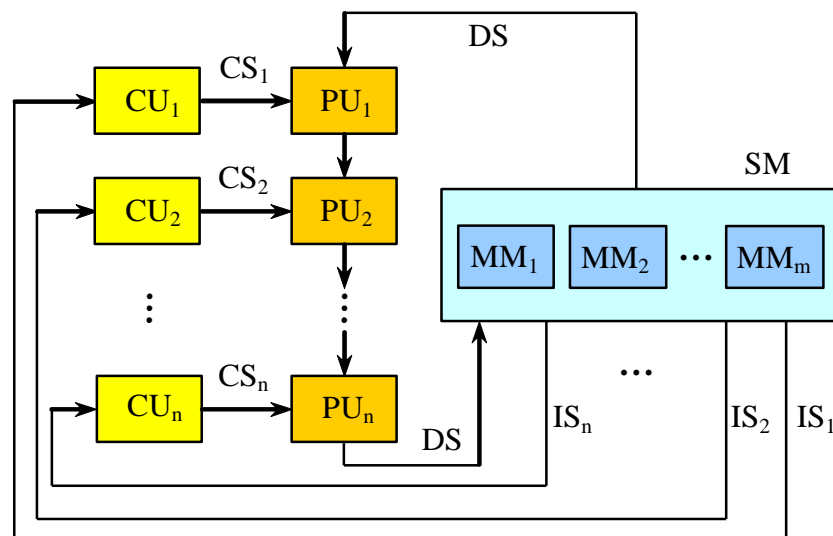 DS
CS₁
CU₁
PU₁
SM
CS₂
CU₂
PU₂
MM₁
MM₂
...
MMₘ
⋮
⋮
...
CSₙ
CUₙ
PUₙ
DS
ISₙ
IS₂
IS₁